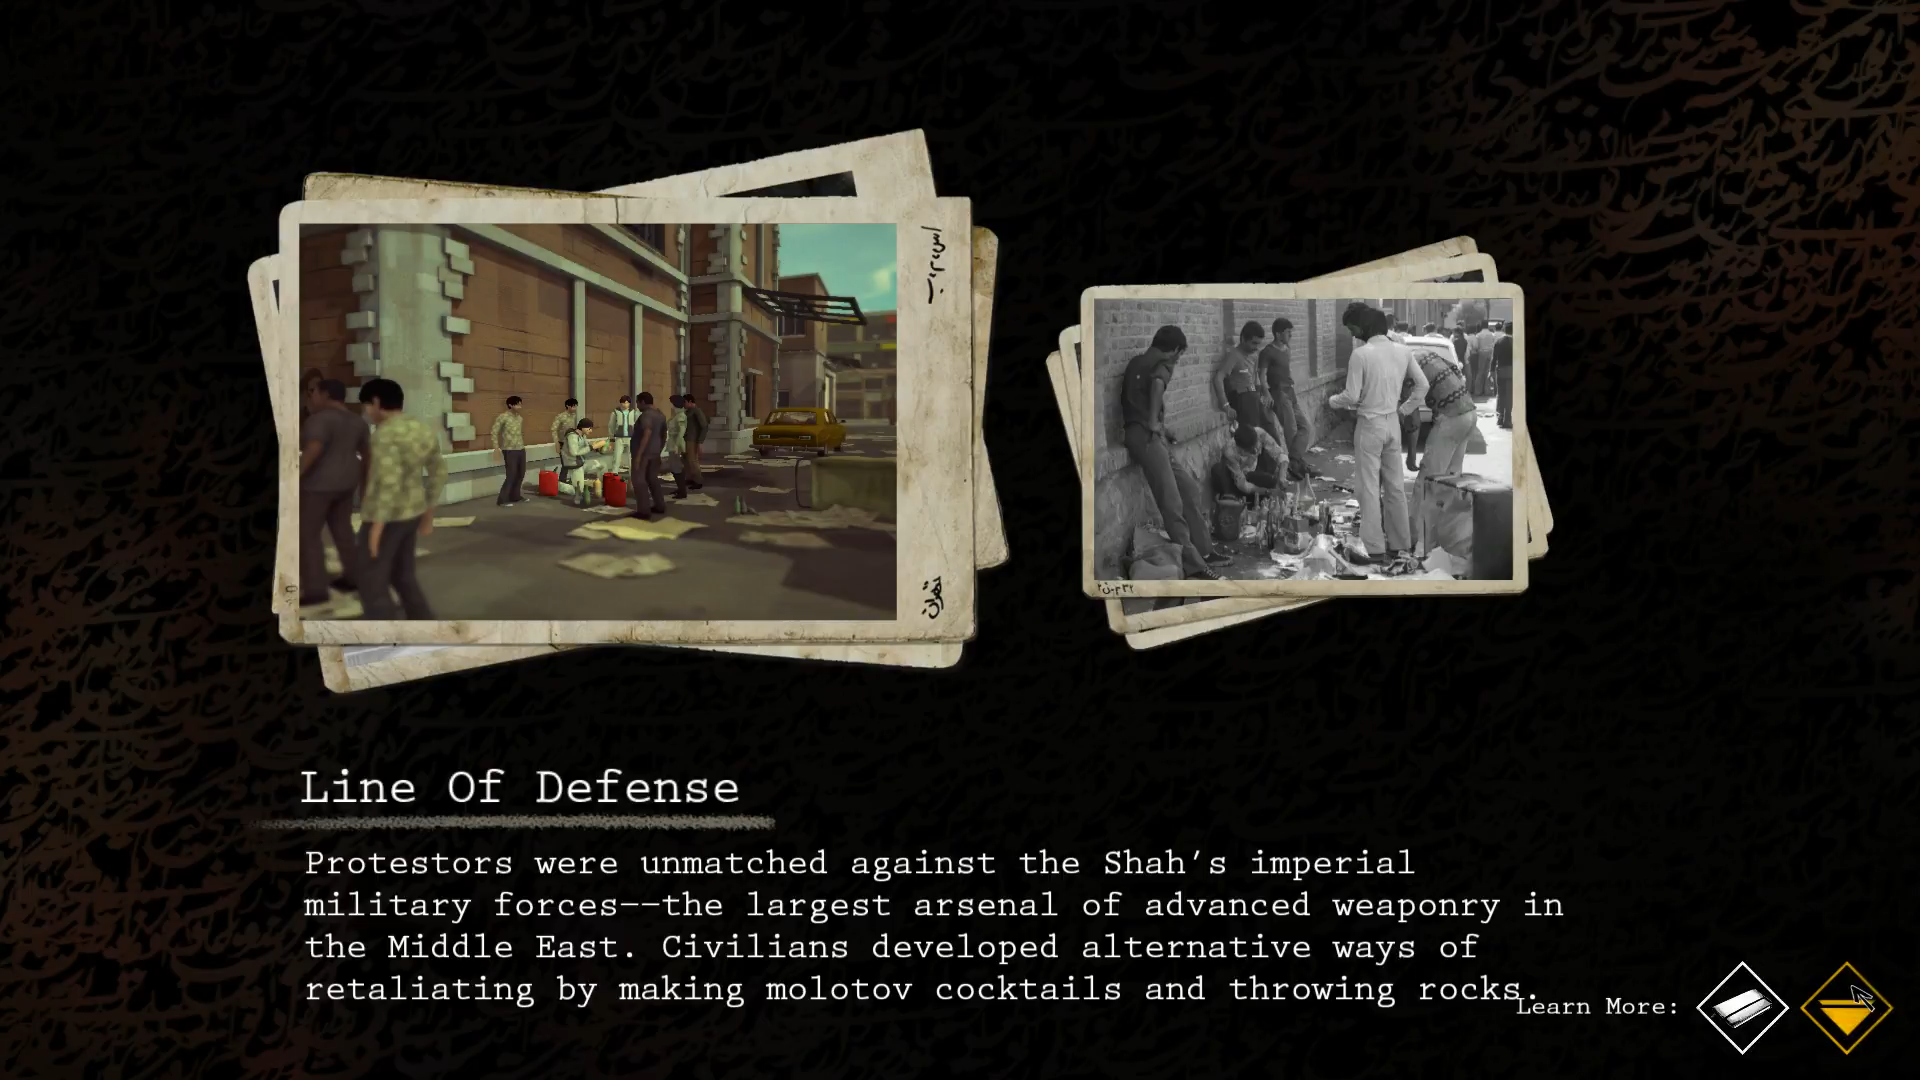 تهران
Line Of Defense
Protestors were unmatched against the Shah's imperial
military forces--the largest arsenal of advanced weaponry in
the Middle East. Civilians developed alternative ways of
retaliating by making molotov cocktails and throwing rocks.
Learn More: